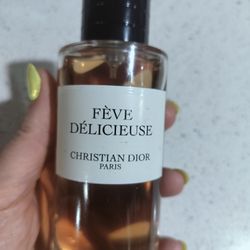 FÈVE
DÉLICIEUSE
CHRISTIAN DIOR
PARIS